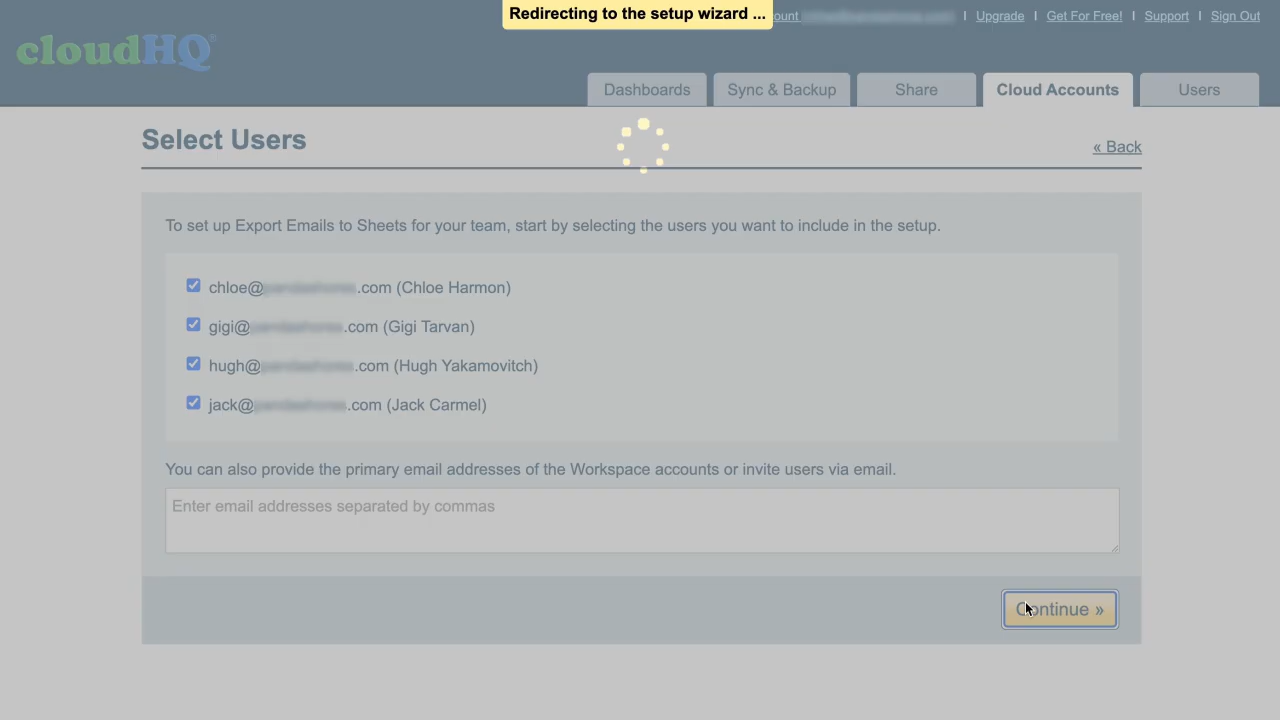 Redirecting to the setup wizard ...
ount | Upgrade | Get For Free! | Support | Sign Out
cloudHQ®
Dashboards
Sync & Backup
Share
Cloud Accounts
Users
Select Users
« Back
To set up Export Emails to Sheets for your team, start by selecting the users you want to include in the setup.
chloe@ .com (Chloe Harmon)
gigi@ .com (Gigi Tarvan)
hugh@ .com (Hugh Yakamovitch)
jack@ .com (Jack Carmel)
You can also provide the primary email addresses of the Workspace accounts or invite users via email.
Enter email addresses separated by commas
Continue »